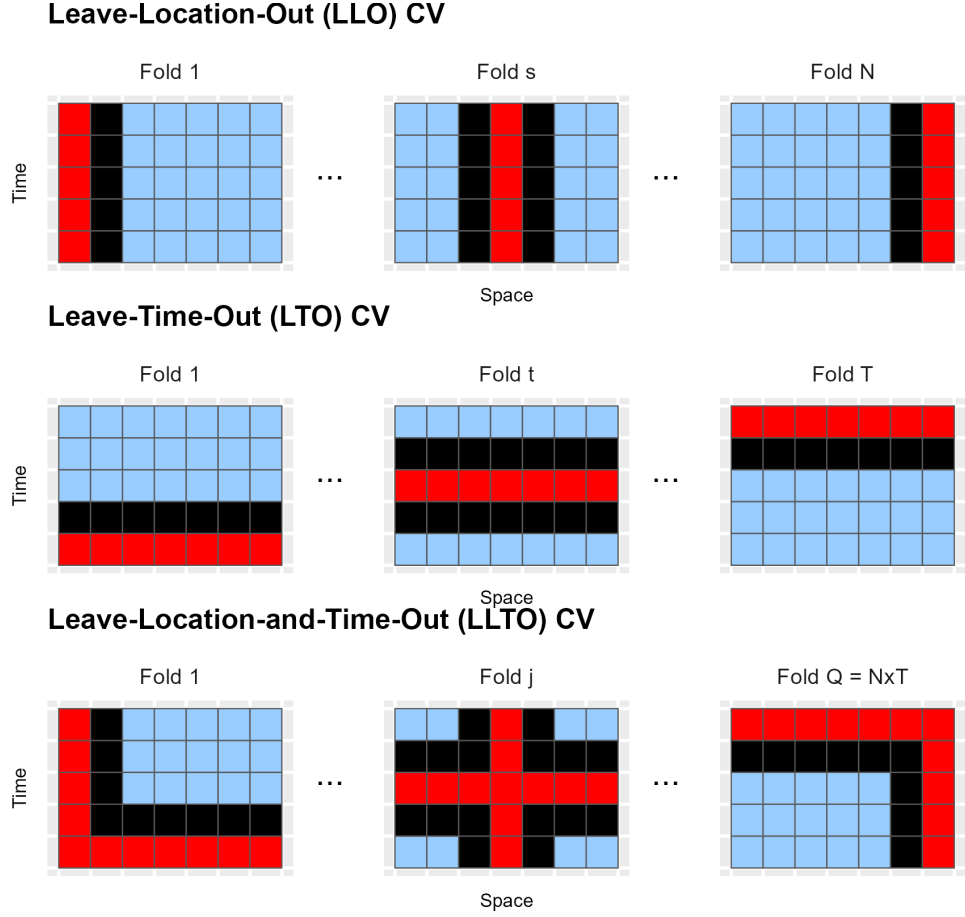 Leave-Location-Out (LLO) CV
Fold 1
Fold s
Fold N
Time
...
...
Space
Leave-Time-Out (LTO) CV
Fold 1
Fold t
Fold T
Time
...
...
Space
Leave-Location-and-Time-Out (LLTO) CV
Fold 1
Fold j
Fold Q = NxT
Time
...
...
Space